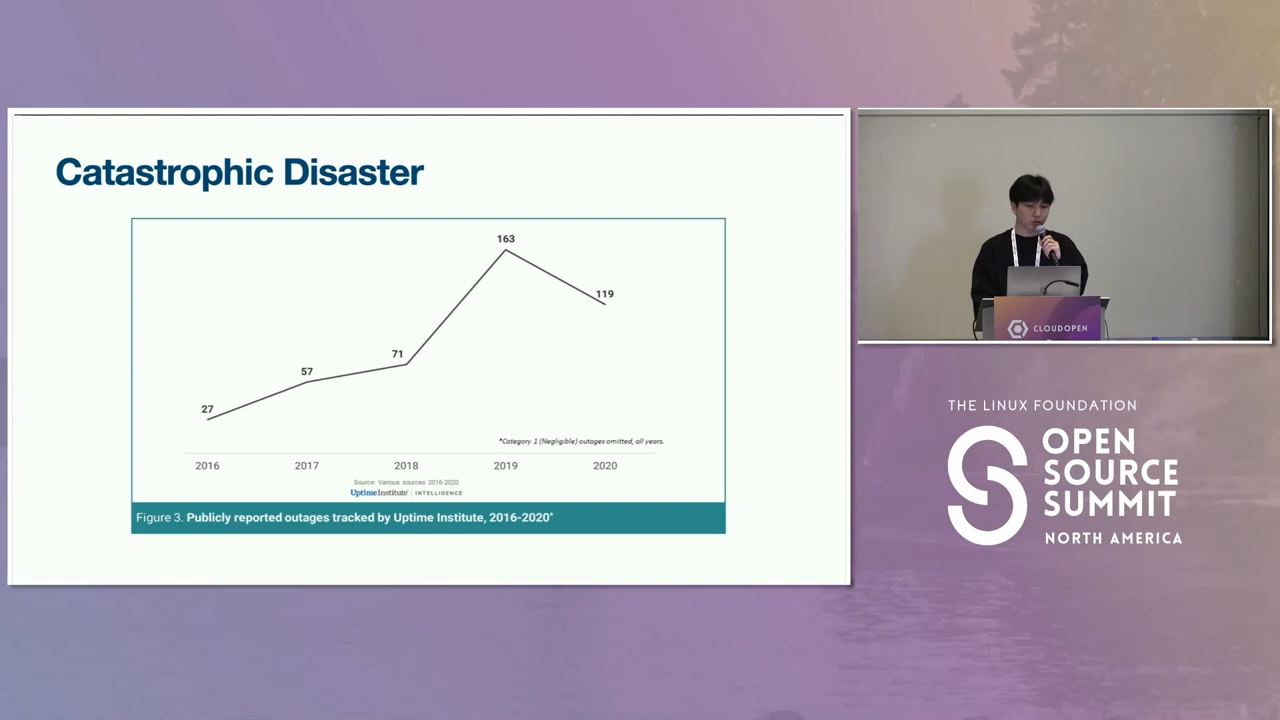 Catastrophic Disaster
163
119
71
57
27
*Category 1 (Negligible) outages omitted, all years.
2016 2017 2018 2019 2020
Source: Various sources 2016-2020
UptimeInstitute® | INTELLIGENCE
Figure 3. Publicly reported outages tracked by Uptime Institute, 2016-2020*
CLOUDOPEN
THE LINUX FOUNDATION
OPEN
SOURCE
SUMMIT
NORTH AMERICA